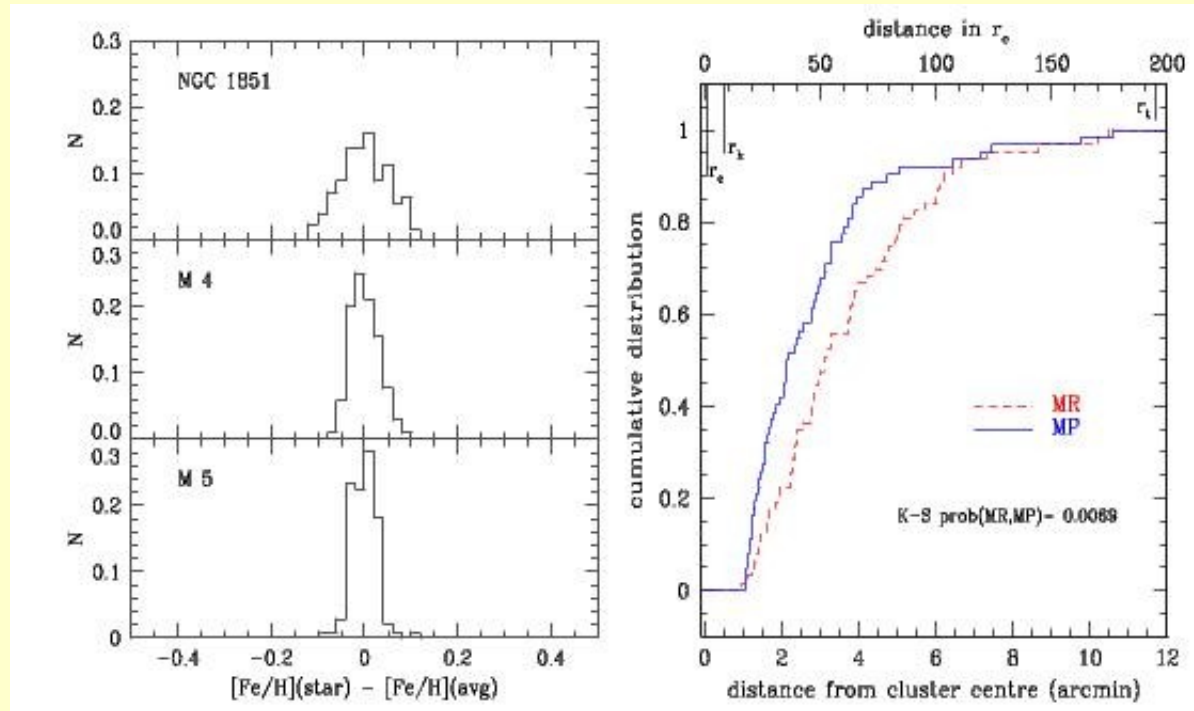 0.3
NGC 1851
0.2
N
0.1
0.0
0.3
M 4
0.2
N
0.1
0.0
0.3
M 5
0.2
N
0.1
0
-0.4 -0.2 0 0.2 0.4
[Fe/H](star) - [Fe/H](avg)
distance in r_c
0 50 100 150 200
r_c
r_h
r_t
1
0.8
0.6
0.4
0.2
0
cumulative distribution
MR
MP
K-S prob(MR,MP)- 0.0069
0 2 4 6 8 10 12
distance from cluster centre (arcmin)